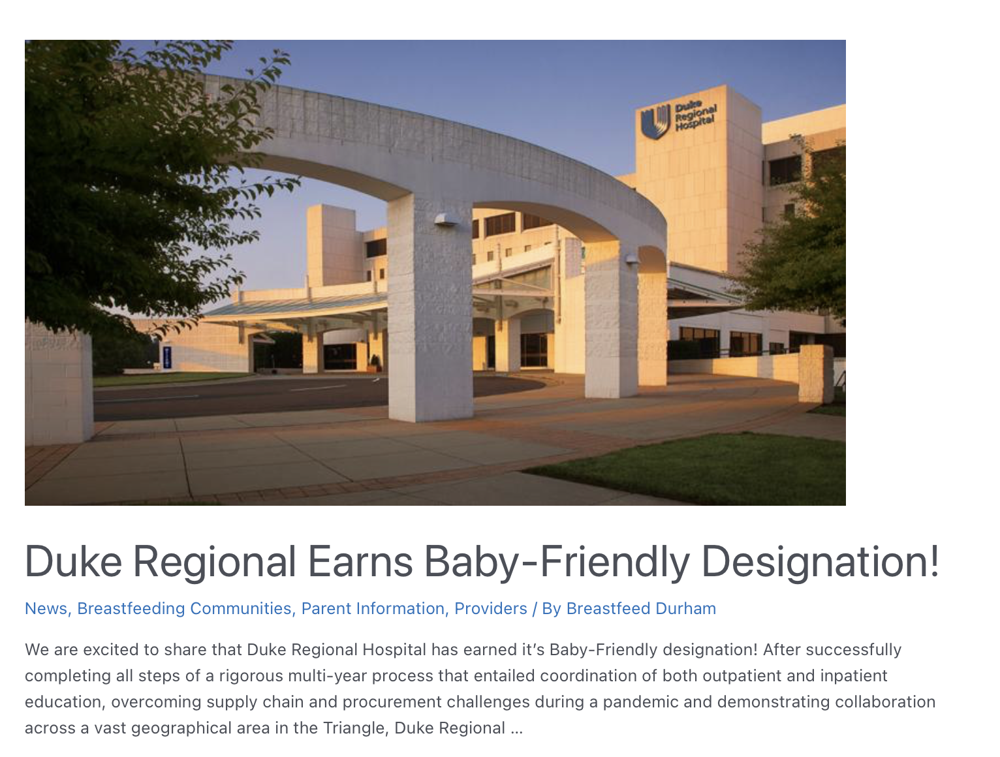 Duke
Regional
Hospital
Duke Regional Earns Baby-Friendly Designation!
News, Breastfeeding Communities, Parent Information, Providers / By Breastfeed Durham
We are excited to share that Duke Regional Hospital has earned it’s Baby-Friendly designation! After successfully
completing all steps of a rigorous multi-year process that entailed coordination of both outpatient and inpatient
education, overcoming supply chain and procurement challenges during a pandemic and demonstrating collaboration
across a vast geographical area in the Triangle, Duke Regional …